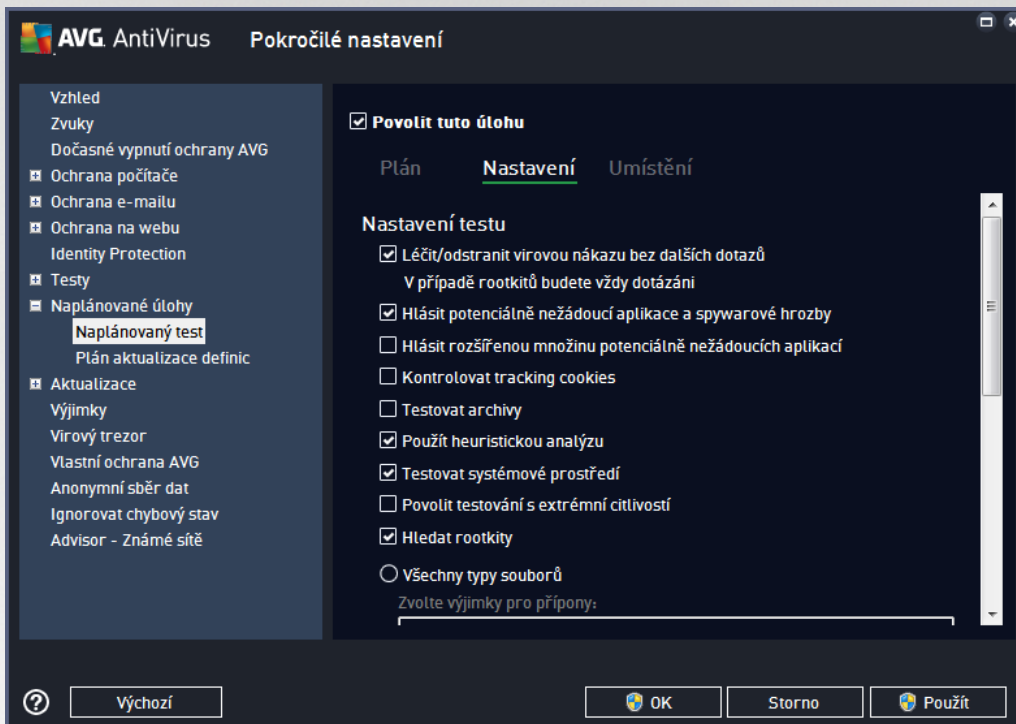 AVG AntiVirus Pokročilé nastavení
Vzhled
Zvuky
Dočasné vypnutí ochrany AVG
Ochrana počítače
Ochrana e-mailu
Ochrana na webu
Identity Protection
Testy
Naplánované úlohy
Naplánovaný test
Plán aktualizace definic
Aktualizace
Výjimky
Virový trezor
Vlastní ochrana AVG
Anonymní sběr dat
Ignorovat chybový stav
Advisor - Známé sítě
Povolit tuto úlohu
Plán Nastavení Umístění
Nastavení testu
Léčit/odstranit virovou nákazu bez dalších dotazů
V případě rootkitů budete vždy dotázáni
Hlásit potenciálně nežádoucí aplikace a spywarové hrozby
Hlásit rozšířenou množinu potenciálně nežádoucích aplikací
Kontrolovat tracking cookies
Testovat archivy
Použít heuristickou analýzu
Testovat systémové prostředí
Povolit testování s extrémní citlivostí
Hledat rootkity
Všechny typy souborů
Zvolte výjimky pro přípony:
? Výchozí OK Storno Použít